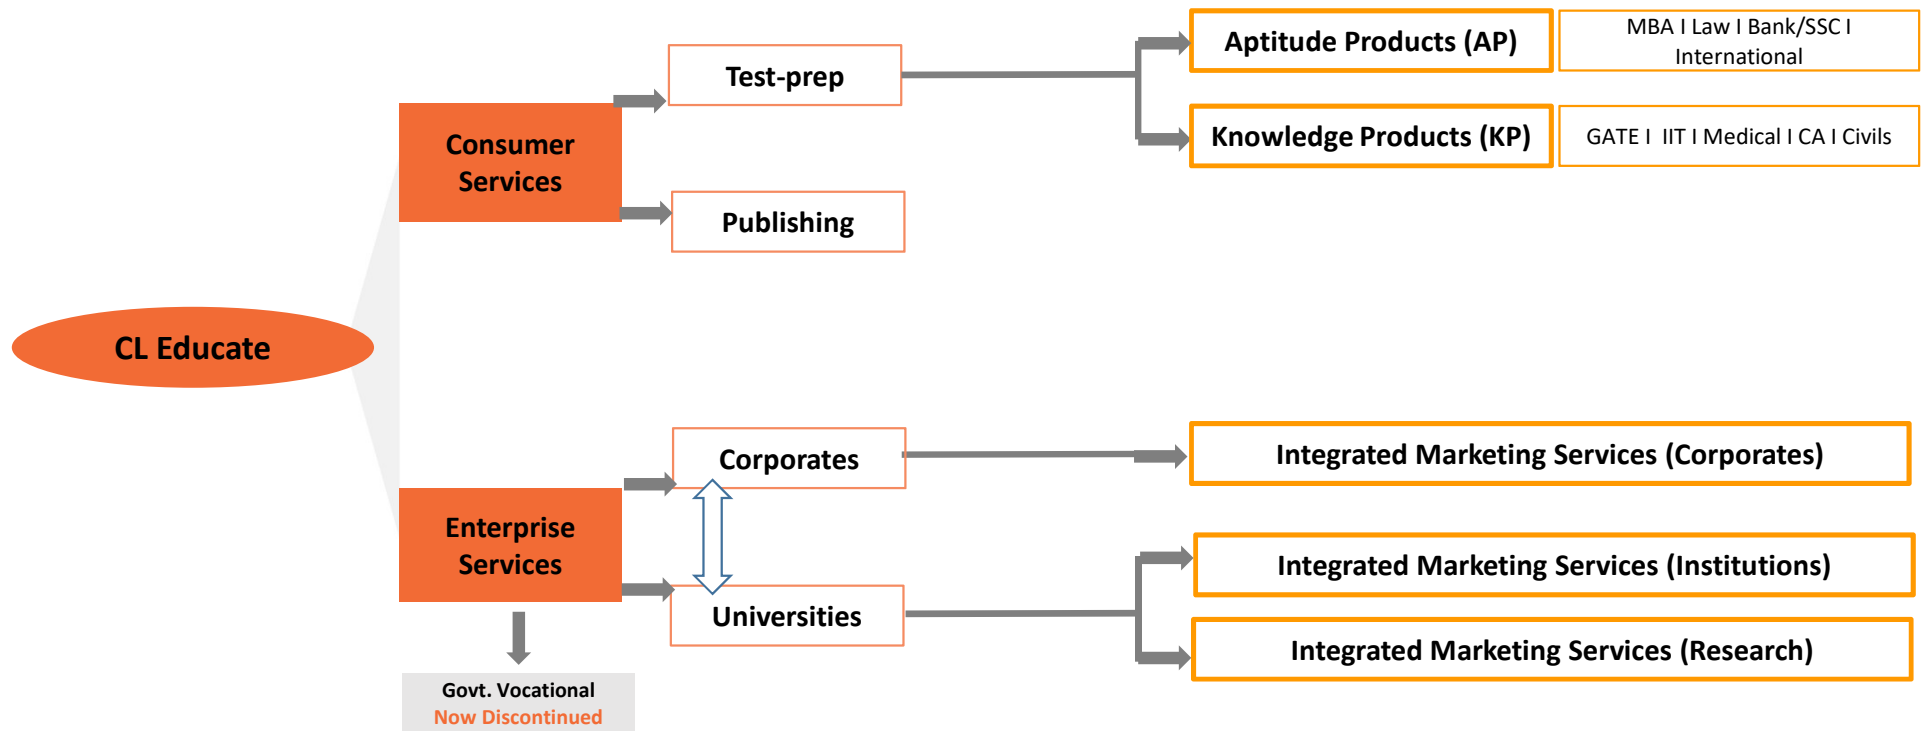 Test-prep
Aptitude Products (AP)
MBA I Law I Bank/SSC I
International
Consumer
Services
Knowledge Products (KP)
GATE I  IIT I Medical I CA I Civils
Publishing
CL Educate
Corporates
Integrated Marketing Services (Corporates)
Enterprise
Services
Integrated Marketing Services (Institutions)
Universities
Integrated Marketing Services (Research)
Govt. Vocational
Now Discontinued